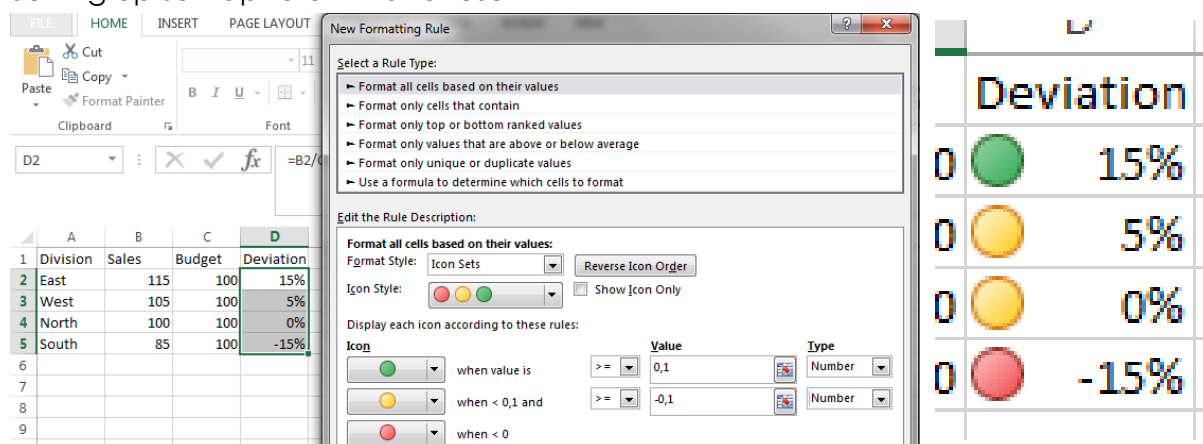 FILE HOME INSERT PAGE LAYOUT
Cut
Copy
Format Painter
Paste
Clipboard
11
B I U
Font
D2
fx =B2/
A B C D
1 Division Sales Budget Deviation
2 East 115 100 15%
3 West 105 100 5%
4 North 100 100 0%
5 South 85 100 -15%
6
7
8
9
New Formatting Rule
?
Select a Rule Type:
► Format all cells based on their values
► Format only cells that contain
► Format only top or bottom ranked values
► Format only values that are above or below average
► Format only unique or duplicate values
► Use a formula to determine which cells to format
Edit the Rule Description:
Format all cells based on their values:
Format Style: Icon Sets Reverse Icon Order
Icon Style: Show Icon Only
Display each icon according to these rules:
Icon Value Type
when value is >= 0,1 Number
when < 0,1 and >= -0,1 Number
when < 0
Deviation
0 15%
0 5%
0 0%
0 -15%